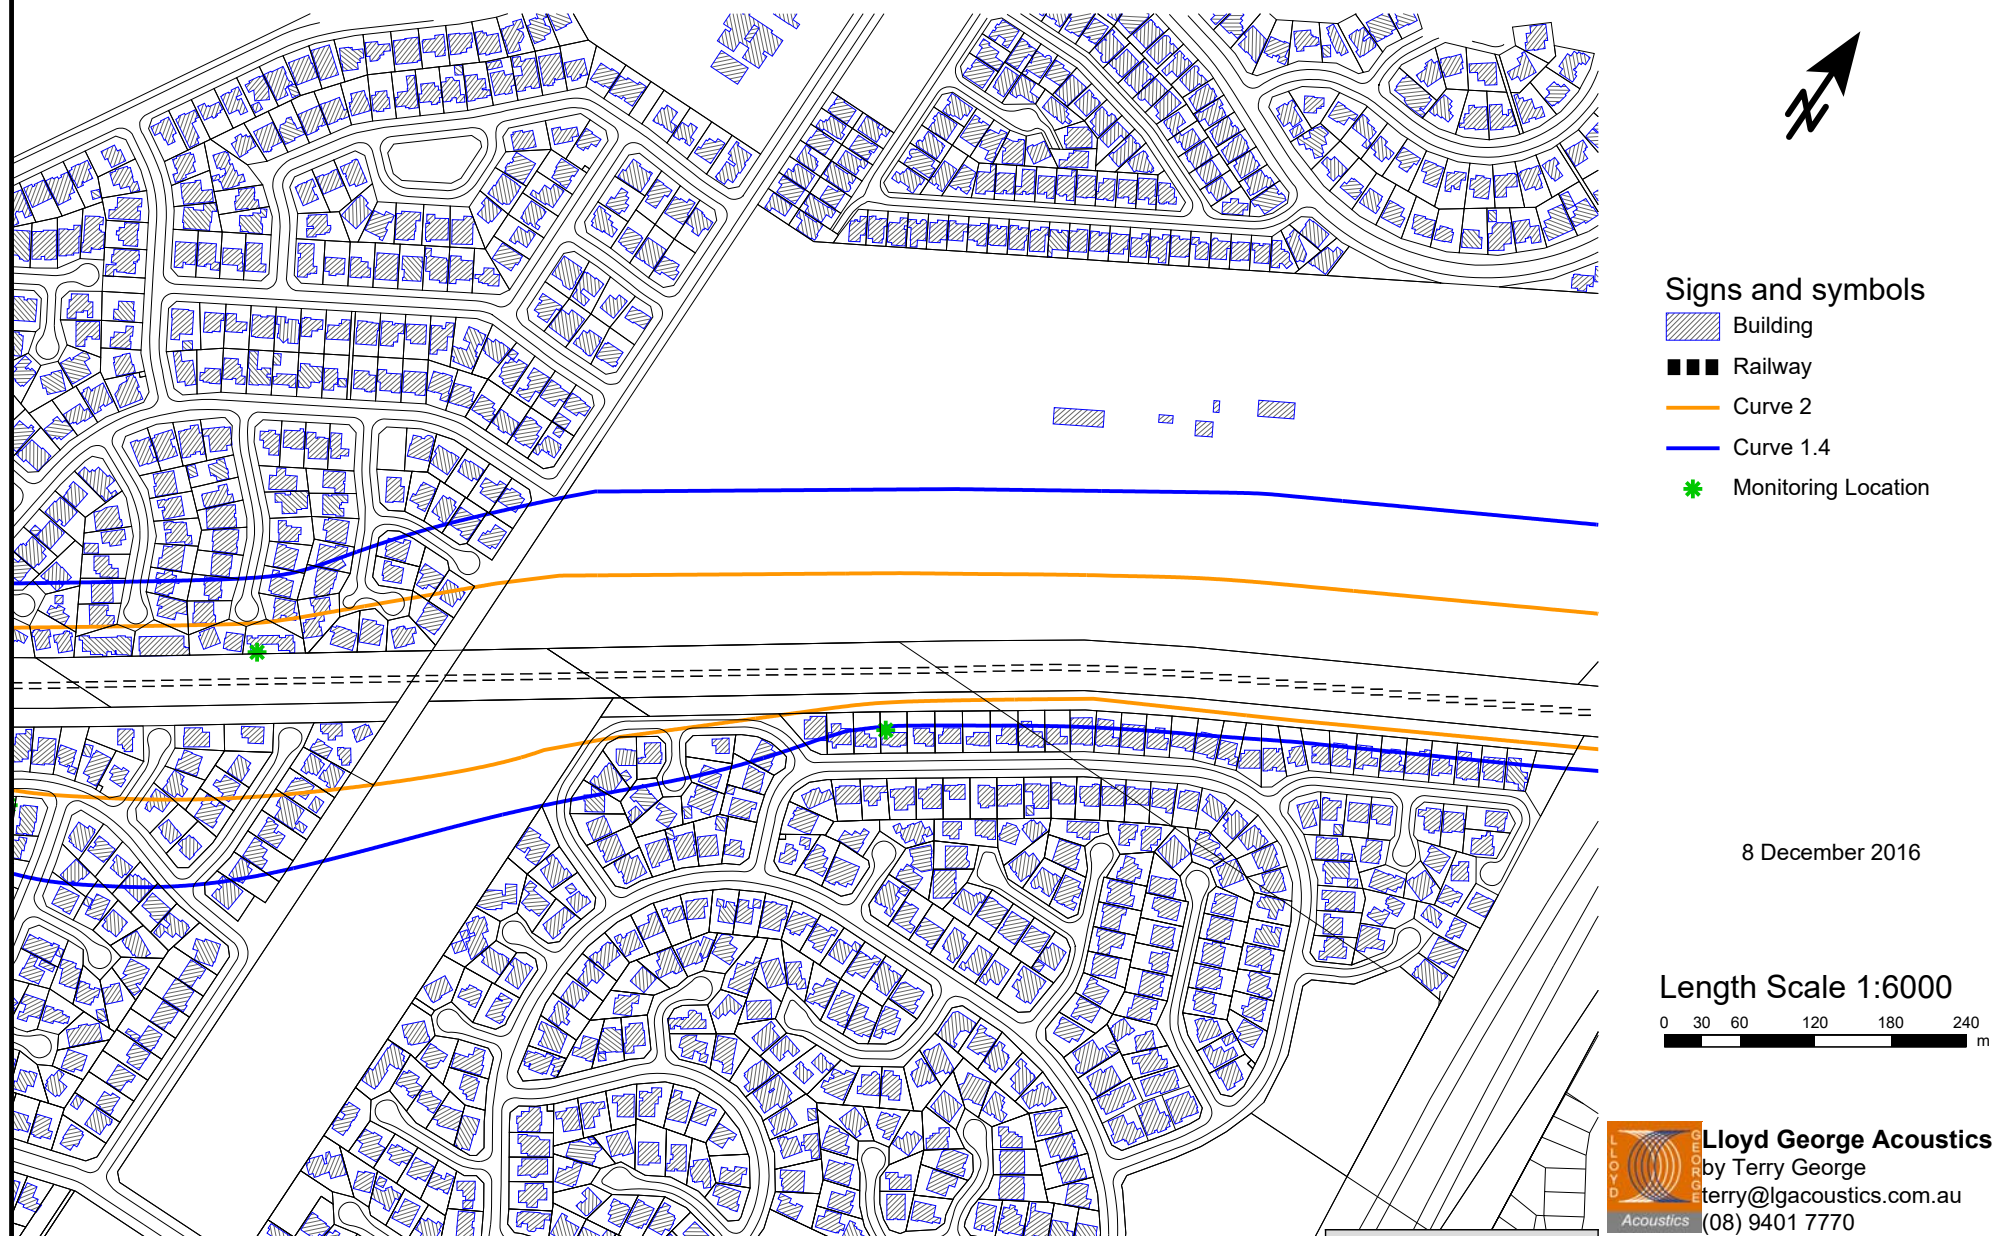 Signs and symbols
Building
Railway
Curve 2
Curve 1.4
Monitoring Location
8 December 2016
Length Scale 1:6000
0 30 60 120 180 240
m
LLOYD
GEORGE
Acoustics
Lloyd George Acoustics
by Terry George
terry@lgacoustics.com.au
(08) 9401 7770